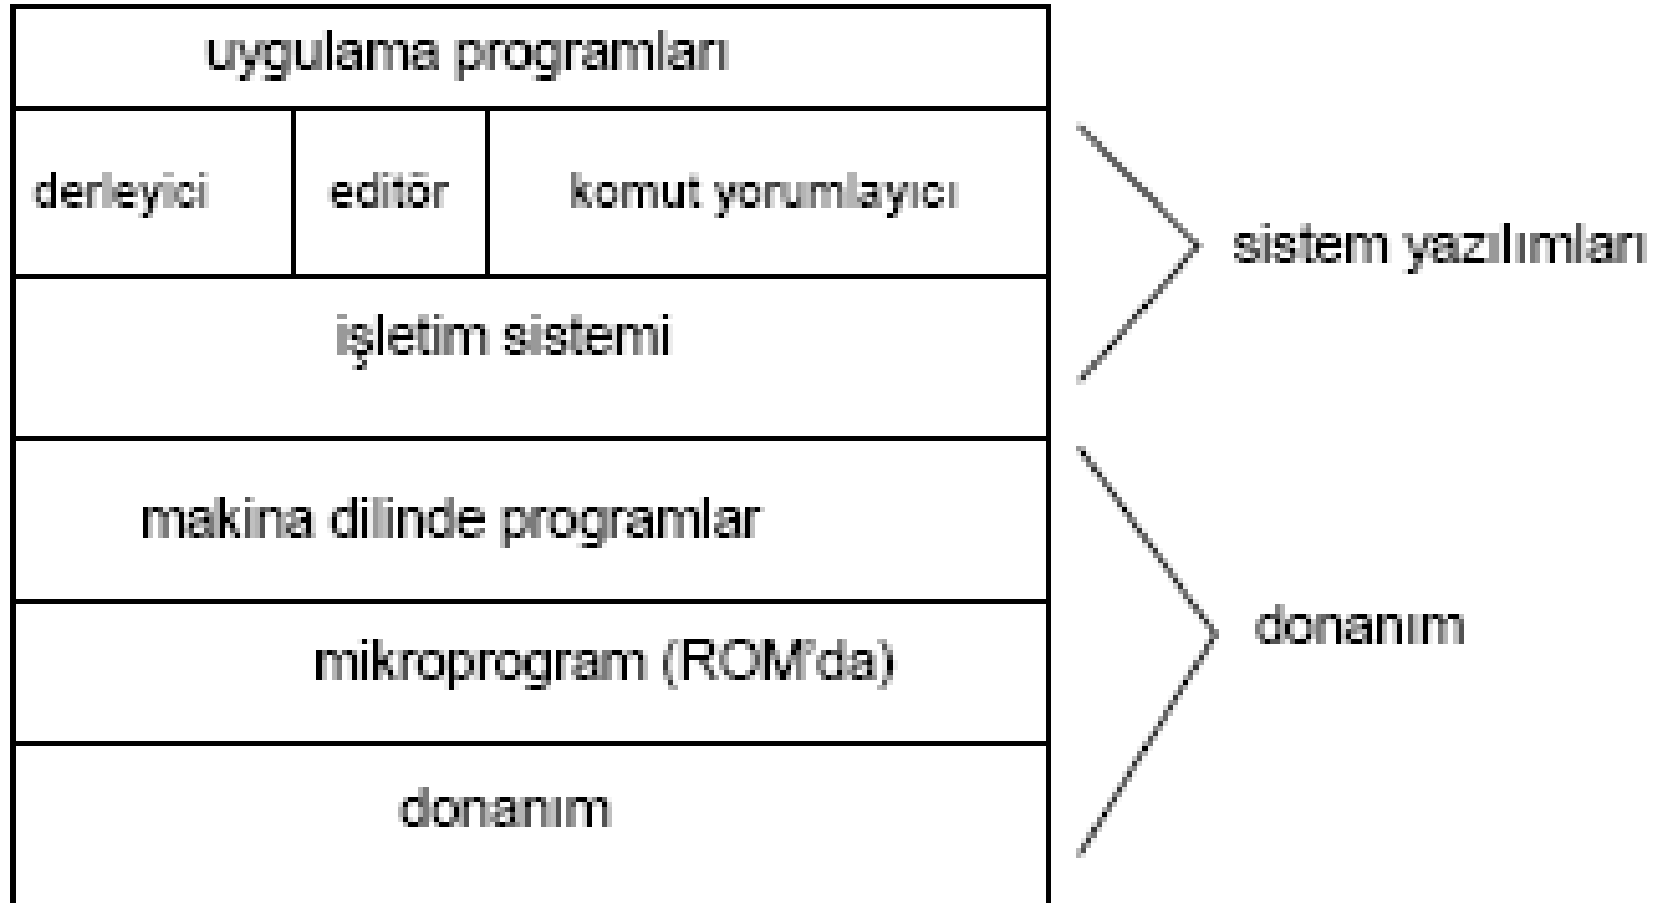 uygulama programları
derleyici editör komut yorumlayıcı
sistem yazılımları
işletim sistemi
makina dilinde programlar
donanım
mikroprogram (ROM'da)
donanım